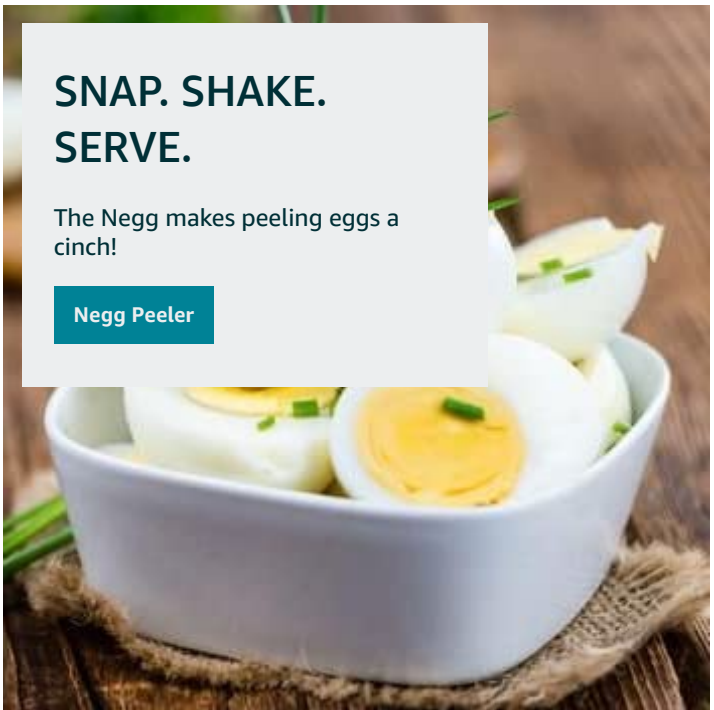 SNAP. SHAKE.
SERVE.
The Negg makes peeling eggs a
cinch!
Negg Peeler